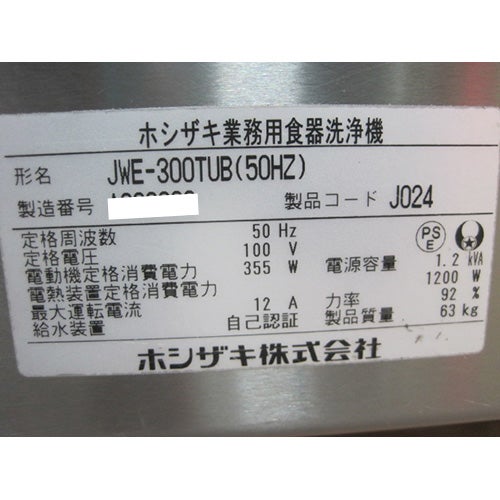 ホシザキ業務用食器洗浄機
形名 JWE-300TUB(50HZ)
製造番号 製品コード J024
定格周波数 50 Hz
定格電圧 100 V
PS E
電動機定格消費電力 355 W 電源容量 1.2 kVA
電熱装置定格消費電力 1200 W
最大運転電流 12 A 力率 92 %
給水装置 自己認証 製品質量 63 kg
ホシザキ株式会社